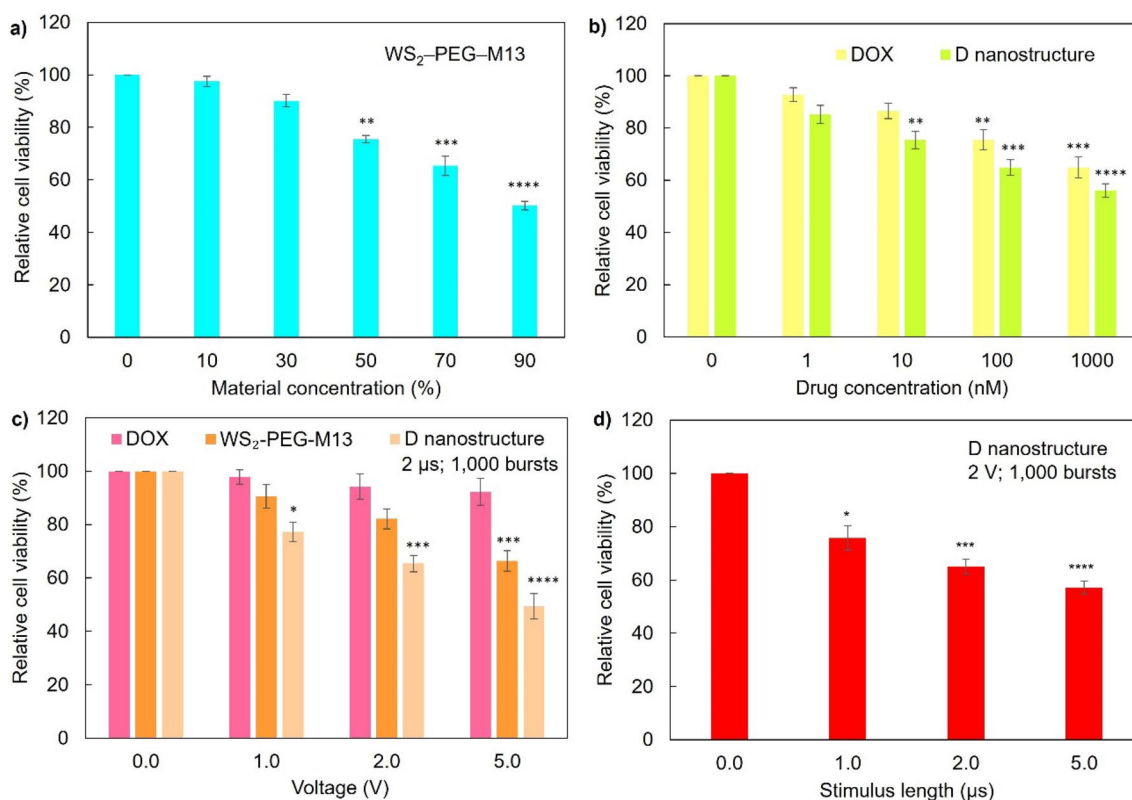 a)
WS₂–PEG–M13
Relative cell viability (%)
120
100
80
60
40
20
0
**
***
****
0 10 30 50 70 90
Material concentration (%)
b)
DOX D nanostructure
Relative cell viability (%)
120
100
80
60
40
20
0
**
**
***
***
****
0 1 10 100 1000
Drug concentration (nM)
c)
DOX WS₂-PEG-M13 D nanostructure
2 µs; 1,000 bursts
Relative cell viability (%)
120
100
80
60
40
20
0
*
***
***
****
0.0 1.0 2.0 5.0
Voltage (V)
d)
D nanostructure
2 V; 1,000 bursts
Relative cell viability (%)
120
100
80
60
40
20
0
*
***
****
0.0 1.0 2.0 5.0
Stimulus length (µs)